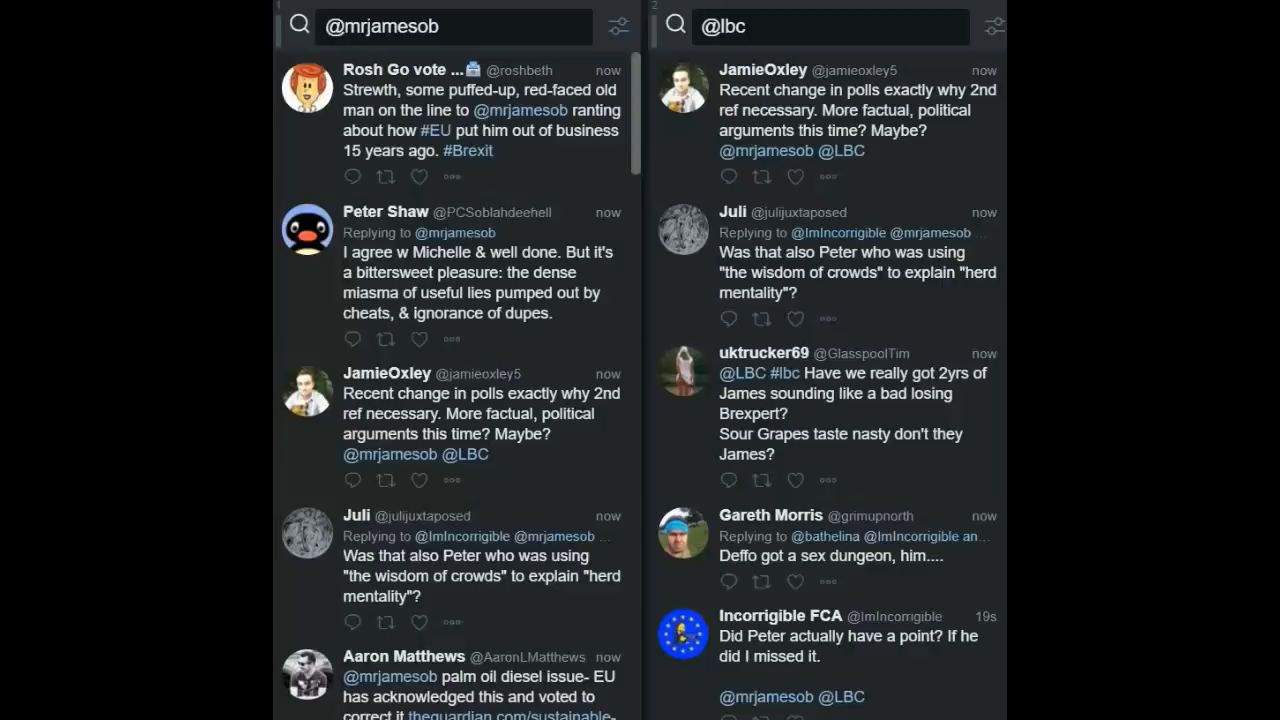 1
@mrjamesob
Rosh Go vote ... @roshbeth now
Strewth, some puffed-up, red-faced old
man on the line to @mrjamesob ranting
about how #EU put him out of business
15 years ago. #Brexit
Peter Shaw @PCSoblahdeehell now
Replying to @mrjamesob
I agree w Michelle & well done. But it's
a bittersweet pleasure: the dense
miasma of useful lies pumped out by
cheats, & ignorance of dupes.
JamieOxley @jamieoxley5 now
Recent change in polls exactly why 2nd
ref necessary. More factual, political
arguments this time? Maybe?
@mrjamesob @LBC
Juli @julijuxtaposed now
Replying to @ImIncorrigible @mrjamesob ...
Was that also Peter who was using
"the wisdom of crowds" to explain "herd
mentality"?
Aaron Matthews @AaronLMatthews now
@mrjamesob palm oil diesel issue- EU
has acknowledged this and voted to
correct it theguardian.com/sustainable-
2
@lbc
JamieOxley @jamieoxley5 now
Recent change in polls exactly why 2nd
ref necessary. More factual, political
arguments this time? Maybe?
@mrjamesob @LBC
Juli @julijuxtaposed now
Replying to @ImIncorrigible @mrjamesob ...
Was that also Peter who was using
"the wisdom of crowds" to explain "herd
mentality"?
uktrucker69 @GlasspoolTim now
@LBC #lbc Have we really got 2yrs of
James sounding like a bad losing
Brexpert?
Sour Grapes taste nasty don't they
James?
Gareth Morris @grimupnorth now
Replying to @bathelina @ImIncorrigible an...
Deffo got a sex dungeon, him....
Incorrigible FCA @ImIncorrigible 19s
Did Peter actually have a point? If he
did I missed it.
@mrjamesob @LBC